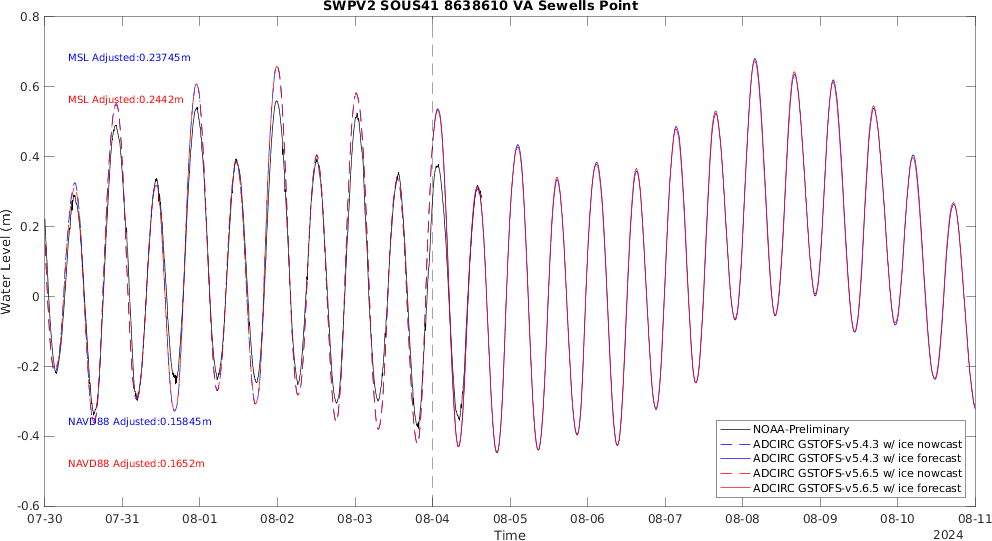 SWPV2 SOUS41 8638610 VA Sewells Point
0.8
0.6
0.4
0.2
0
-0.2
-0.4
-0.6
Water Level (m)
MSL Adjusted:0.23745m
MSL Adjusted:0.2442m
NAVD88 Adjusted:0.15845m
NAVD88 Adjusted:0.1652m
NOAA-Preliminary
ADCIRC GSTOFS-v5.4.3 w/ ice nowcast
ADCIRC GSTOFS-v5.4.3 w/ ice forecast
ADCIRC GSTOFS-v5.6.5 w/ ice nowcast
ADCIRC GSTOFS-v5.6.5 w/ ice forecast
07-30 07-31 08-01 08-02 08-03 08-04 08-05 08-06 08-07 08-08 08-09 08-10 08-11
Time
2024